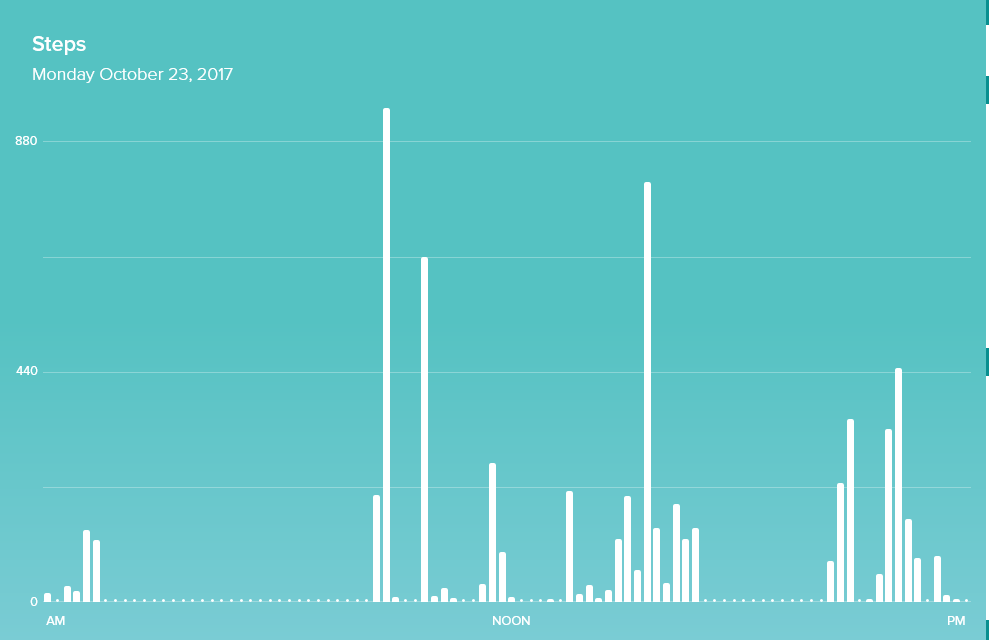 Steps
Monday October 23, 2017
880
440
0
AM NOON PM